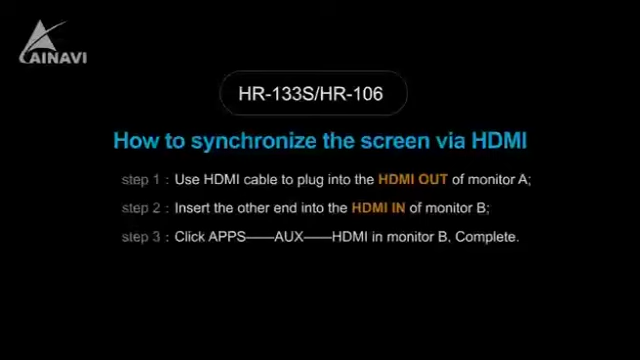 AINAVI
HR-133S/HR-106
How to synchronize the screen via HDMI
step 1 : Use HDMI cable to plug into the HDMI OUT of monitor A;
step 2 : Insert the other end into the HDMI IN of monitor B;
step 3 : Click APPS——AUX——HDMI in monitor B, Complete.